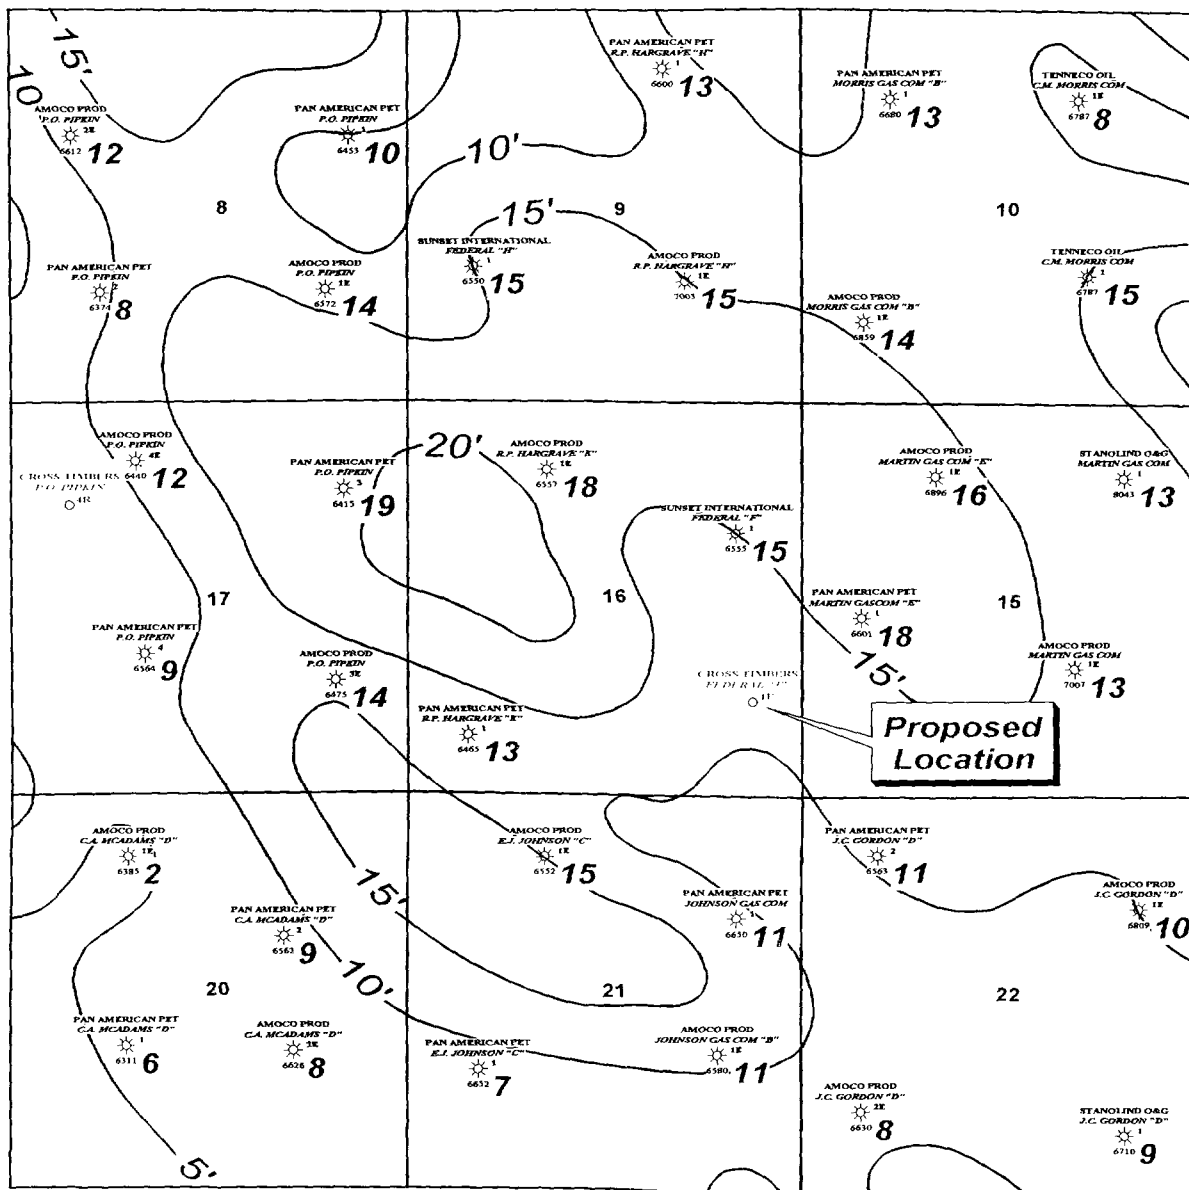 15'
10
PAN AMERICAN PET
R.P. HARGRAVE "H"
1
6600
13
PAN AMERICAN PET
MORRIS GAS COM "B"
1
6680
13
TENNECO OIL
C.M. MORRIS COM
1E
6787
8
AMOCO PROD
P.O. PIPKIN
2E
6612
12
PAN AMERICAN PET
P.O. PIPKIN
6453
10
10'
8
9
10
15'
PAN AMERICAN PET
P.O. PIPKIN
6374
8
AMOCO PROD
P.O. PIPKIN
1E
6572
14
SUNSET INTERNATIONAL
FEDERAL "H"
1
6550
15
AMOCO PROD
R.P. HARGRAVE "H"
1E
7003
15
AMOCO PROD
MORRIS GAS COM "B"
1E
6859
14
TENNECO OIL
C.M. MORRIS COM
1
6787
15
AMOCO PROD
P.O. PIPKIN
4E
6440
12
CROSS TIMBERS
P.O. PIPKIN
4R
PAN AMERICAN PET
P.O. PIPKIN
3
6415
19
20'
AMOCO PROD
R.P. HARGRAVE "K"
1E
6557
18
SUNSET INTERNATIONAL
FEDERAL "F"
1
6555
15
AMOCO PROD
MARTIN GAS COM "E"
1E
6896
16
STANOLIND O&G
MARTIN GAS COM
1
8043
13
17
16
15
PAN AMERICAN PET
P.O. PIPKIN
4
6564
9
AMOCO PROD
P.O. PIPKIN
3E
6475
14
PAN AMERICAN PET
R.P. HARGRAVE "K"
1
6465
13
PAN AMERICAN PET
MARTIN GASCOM "E"
1
6601
18
AMOCO PROD
MARTIN GAS COM
1E
7007
13
15'
CROSS TIMBERS
Proposed
Location
AMOCO PROD
C.A. MCADAMS "D"
1E
6385
2
AMOCO PROD
E.J. JOHNSON "C"
1E
6552
15
PAN AMERICAN PET
J.C. GORDON "D"
2
6563
11
15'
PAN AMERICAN PET
C.A. MCADAMS "D"
2
6562
9
PAN AMERICAN PET
JOHNSON GAS COM
1
6630
11
AMOCO PROD
J.C. GORDON "D"
1E
6809
10
10'
20
21
22
PAN AMERICAN PET
C.A. MCADAMS "D"
1
6311
6
AMOCO PROD
C.A. MCADAMS "D"
2E
6626
8
PAN AMERICAN PET
E.J. JOHNSON "C"
1
6632
7
AMOCO PROD
JOHNSON GAS COM "B"
1E
6580
11
AMOCO PROD
J.C. GORDON "D"
2E
6630
8
STANOLIND O&G
J.C. GORDON "D"
1
6710
9
5'